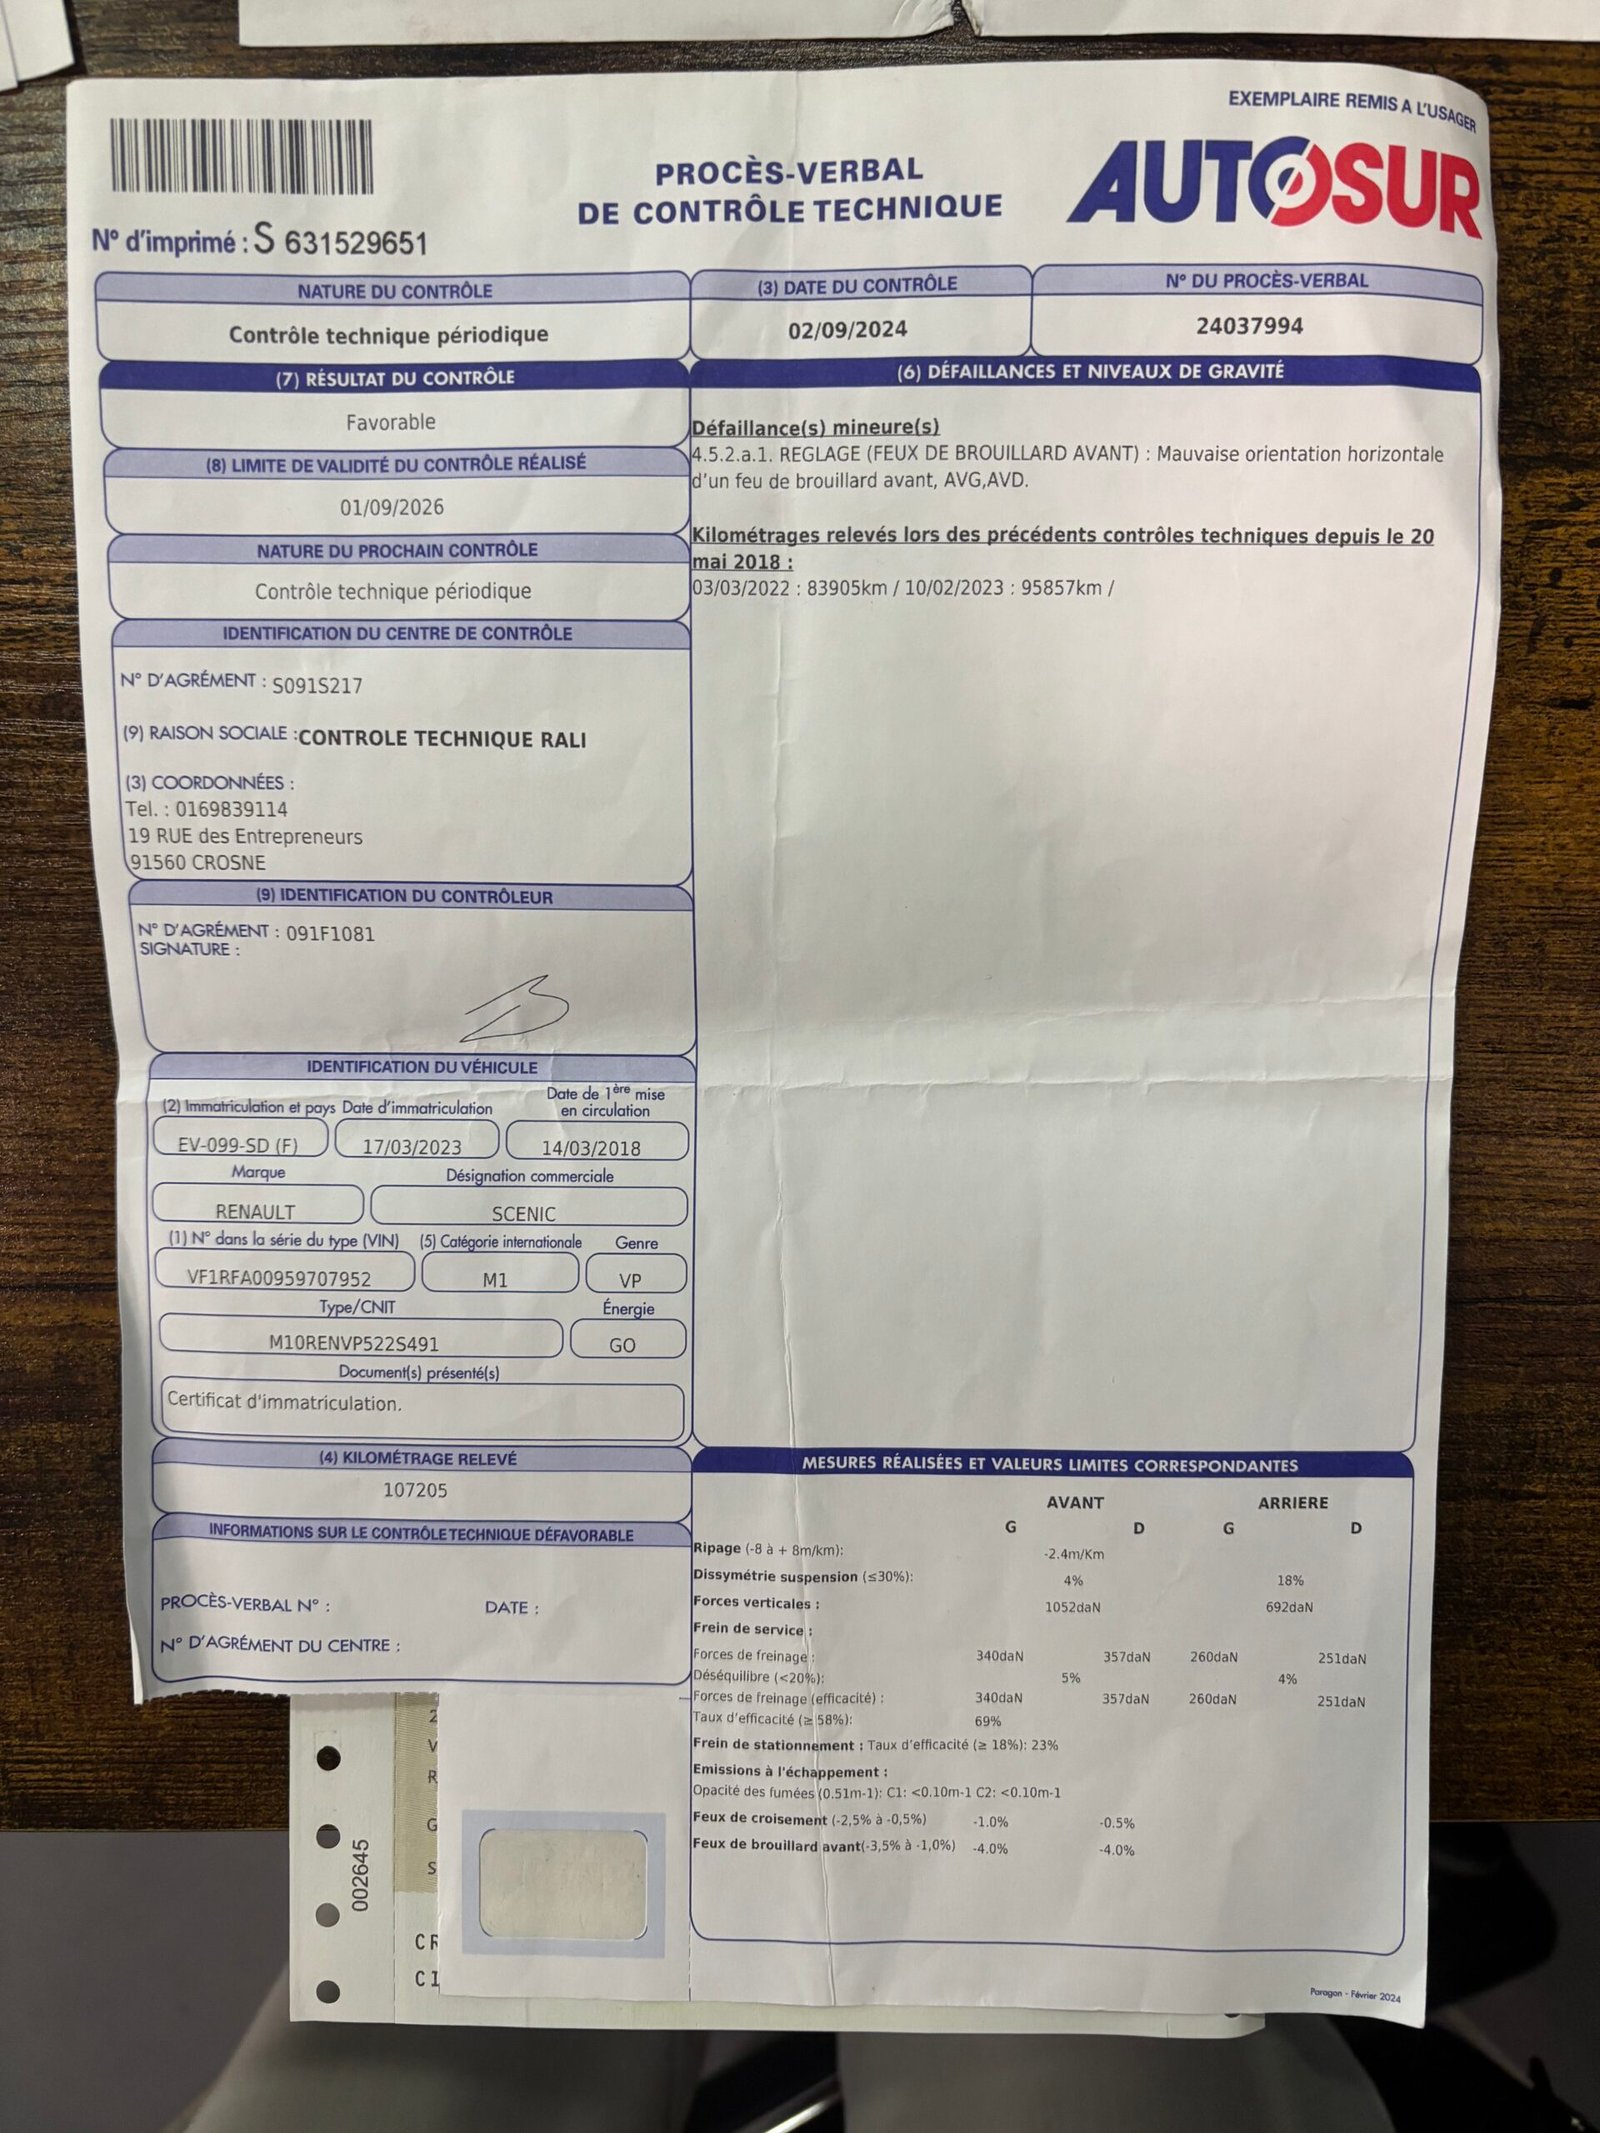 EXEMPLAIRE REMIS A L'USAGER
AUTOSUR
PROCÈS-VERBAL
DE CONTRÔLE TECHNIQUE
N° d'imprimé : S 631529651
NATURE DU CONTRÔLE
Contrôle technique périodique
(3) DATE DU CONTRÔLE
02/09/2024
N° DU PROCÈS-VERBAL
24037994
(7) RÉSULTAT DU CONTRÔLE
Favorable
(8) LIMITE DE VALIDITÉ DU CONTRÔLE RÉALISÉ
01/09/2026
NATURE DU PROCHAIN CONTRÔLE
Contrôle technique périodique
IDENTIFICATION DU CENTRE DE CONTRÔLE
N° D'AGRÉMENT : S091S217
(9) RAISON SOCIALE : CONTROLE TECHNIQUE RALI
(3) COORDONNÉES :
Tel. : 0169839114
19 RUE des Entrepreneurs
91560 CROSNE
(9) IDENTIFICATION DU CONTRÔLEUR
N° D'AGRÉMENT : 091F1081
SIGNATURE :
IDENTIFICATION DU VÉHICULE
(2) Immatriculation et pays Date d'immatriculation Date de 1ère mise
en circulation
EV-099-SD (F) 17/03/2023 14/03/2018
Marque Désignation commerciale
RENAULT SCENIC
(1) N° dans la série du type (VIN) (5) Catégorie internationale Genre
VF1RFA00959707952 M1 VP
Type/CNIT Énergie
M10RENVP522S491 GO
Document(s) présenté(s)
Certificat d'immatriculation.
(4) KILOMÉTRAGE RELEVÉ
107205
INFORMATIONS SUR LE CONTRÔLE TECHNIQUE DÉFAVORABLE
PROCÈS-VERBAL N° : DATE :
N° D'AGRÉMENT DU CENTRE :
(6) DÉFAILLANCES ET NIVEAUX DE GRAVITÉ
Défaillance(s) mineure(s)
4.5.2.a.1. REGLAGE (FEUX DE BROUILLARD AVANT) : Mauvaise orientation horizontale
d'un feu de brouillard avant, AVG,AVD.
Kilométrages relevés lors des précédents contrôles techniques depuis le 20
mai 2018 :
03/03/2022 : 83905km / 10/02/2023 : 95857km /
MESURES RÉALISÉES ET VALEURS LIMITES CORRESPONDANTES
AVANT ARRIERE
G D G D
Ripage (-8 à + 8m/km): -2.4m/Km
Dissymétrie suspension (≤30%): 4% 18%
Forces verticales : 1052daN 692daN
Frein de service :
Forces de freinage : 340daN 357daN 260daN 251daN
Déséquilibre (<20%): 5% 4%
Forces de freinage (efficacité) : 340daN 357daN 260daN 251daN
Taux d'efficacité (≥ 58%): 69%
Frein de stationnement : Taux d'efficacité (≥ 18%): 23%
Emissions à l'échappement :
Opacité des fumées (0.51m-1): C1: <0.10m-1 C2: <0.10m-1
Feux de croisement (-2,5% à -0,5%) -1.0% -0.5%
Feux de brouillard avant(-3,5% à -1,0%) -4.0% -4.0%
Paragon - Février 2024
002645
2
V
R
G
S
CR
CI